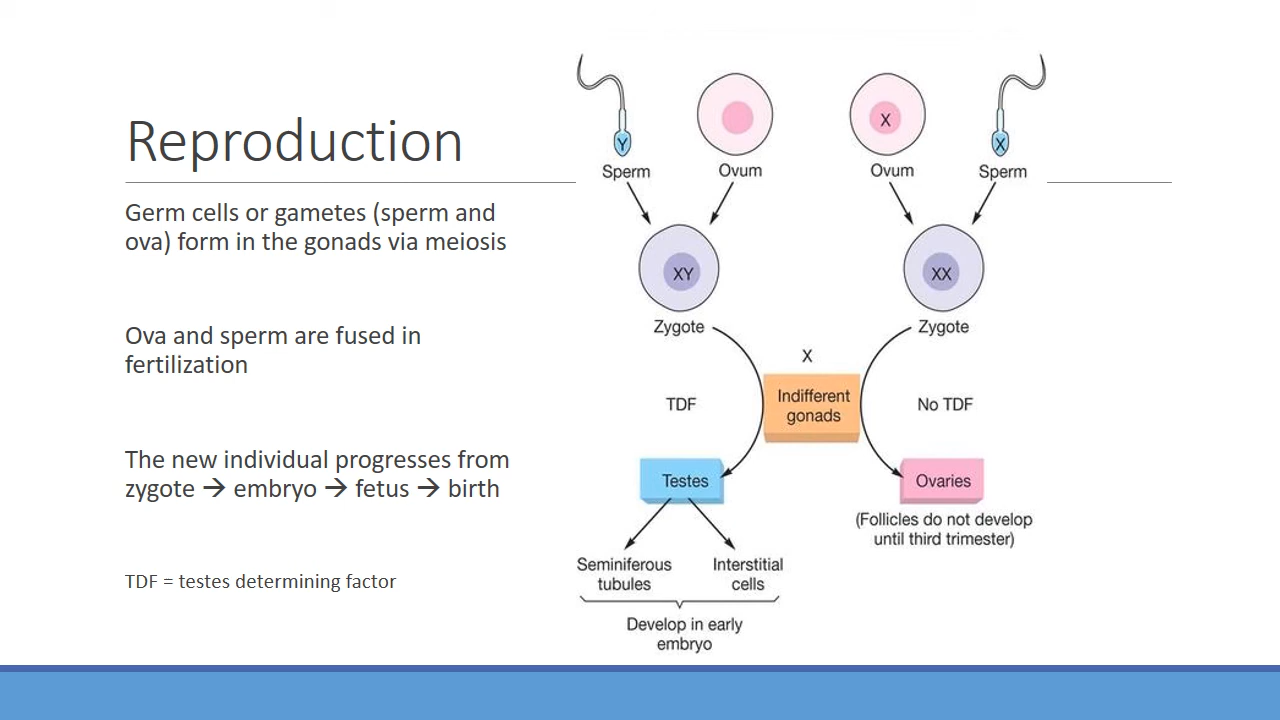 Reproduction
Germ cells or gametes (sperm and
ova) form in the gonads via meiosis
Ova and sperm are fused in
fertilization
The new individual progresses from
zygote → embryo → fetus → birth
TDF = testes determining factor
Y
X
X
Sperm
Ovum
Ovum
Sperm
XY
XX
Zygote
Zygote
X
TDF
Indifferent
gonads
No TDF
Testes
Ovaries
(Follicles do not develop
until third trimester)
Seminiferous
tubules
Interstitial
cells
Develop in early
embryo